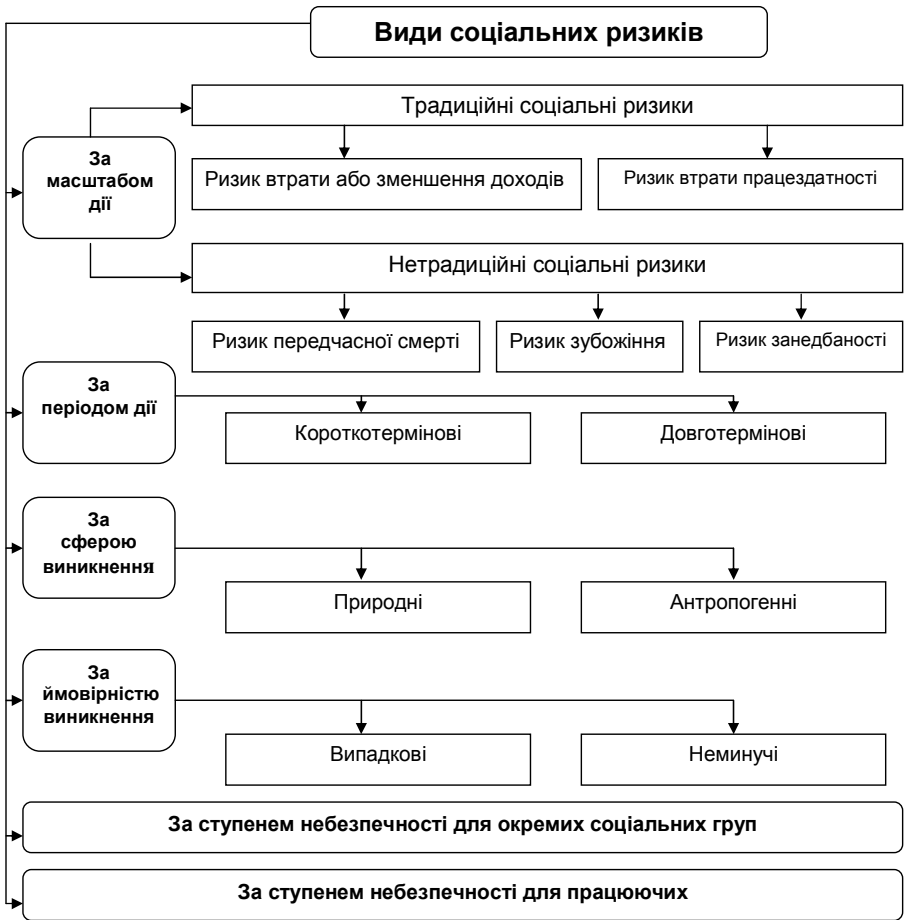 Види соціальних ризиків
Традиційні соціальні ризики
За
масштабом
дії
Ризик втрати або зменшення доходів
Ризик втрати працездатності
Нетрадиційні соціальні ризики
Ризик передчасної смерті
Ризик зубожіння
Ризик занедбаності
За
періодом дії
Короткотермінові
Довготермінові
За
сферою
виникнення
Природні
Антропогенні
За
ймовірністю
виникнення
Випадкові
Неминучі
За ступенем небезпечності для окремих соціальних груп
За ступенем небезпечності для працюючих